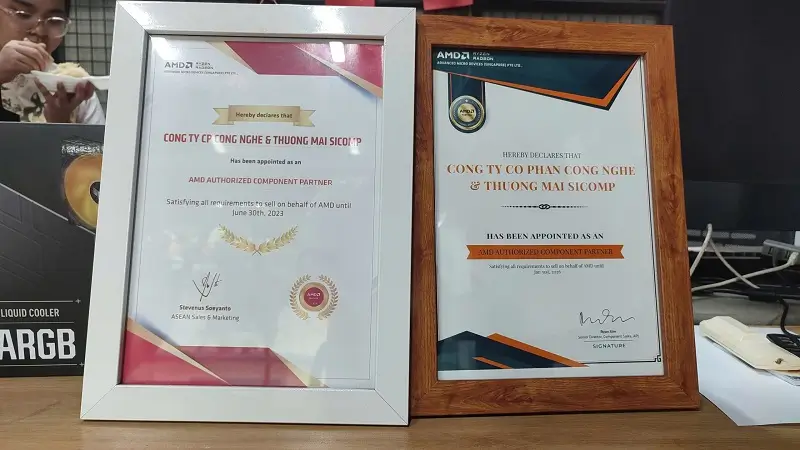 AMD RYZEN
RADEON
ADVANCED MICRO DEVICES (SINGAPORE) PTE LTD.
Hereby declares that
CONG TY CP CONG NGHE & THUONG MAI SICOMP
Has been appointed as an
AMD AUTHORIZED COMPONENT PARTNER
Satisfying all requirements to sell on behalf of AMD until
June 30th, 2023
Stevenus Soeyanto
ASEAN Sales & Marketing
AMD
AMD RYZEN
RADEON
ADVANCED MICRO DEVICES (SINGAPORE) PTE LTD.
AMD
HEREBY DECLARES THAT
CONG TY CO PHAN CONG NGHE
& THUONG MAI SICOMP
HAS BEEN APPOINTED AS AN
AMD AUTHORIZED COMPONENT PARTNER
Satisfying all requirements to sell on behalf of AMD until
SIGNATURE
LIQUID COOLER
ARGB